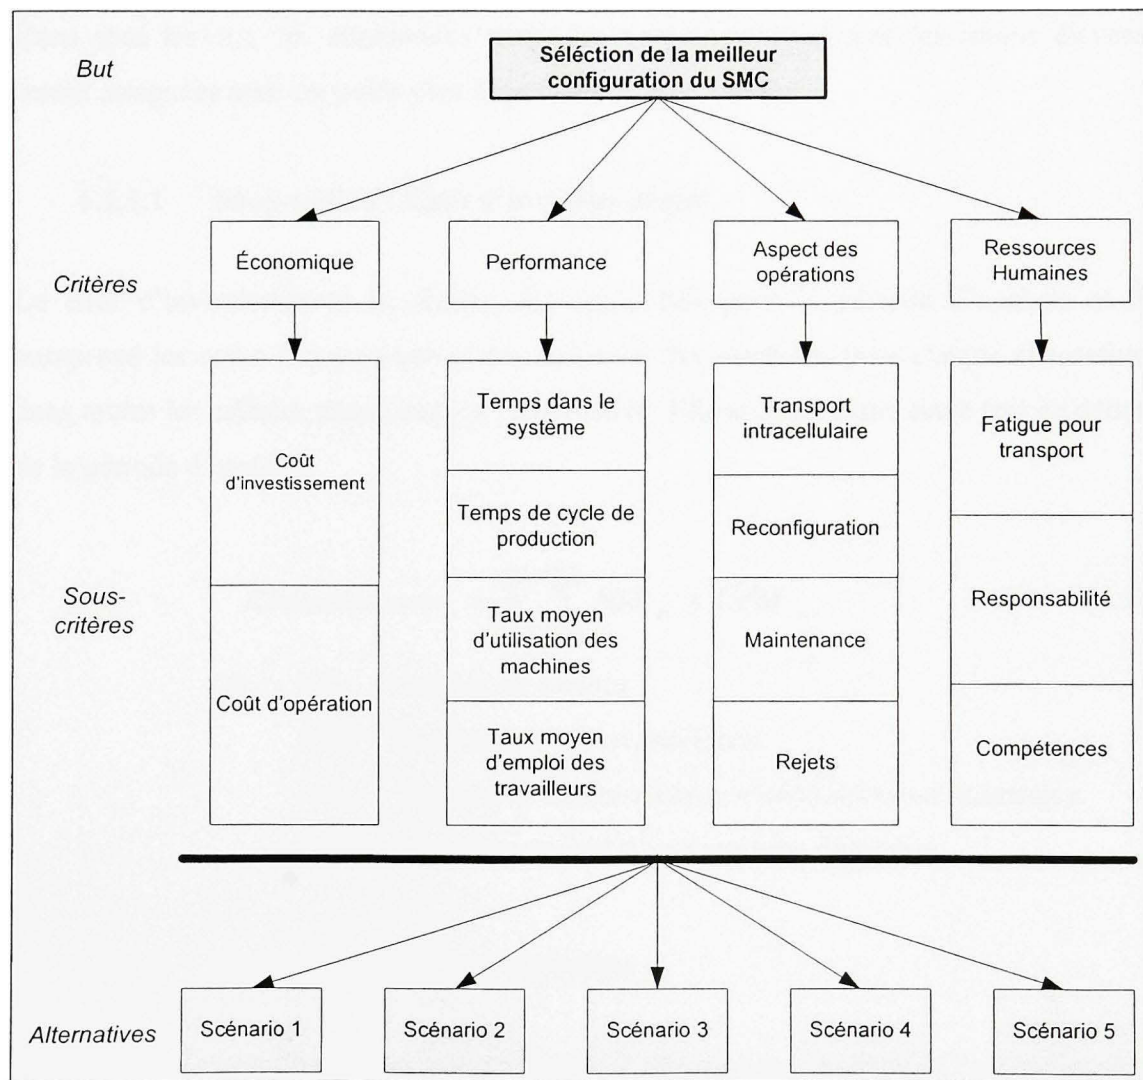 But
Séléction de la meilleur
configuration du SMC
Critères
Économique
Performance
Aspect des
opérations
Ressources
Humaines
Sous-
critères
Coût
d'investissement
Coût d'opération
Temps dans le
système
Temps de cycle de
production
Taux moyen
d'utilisation des
machines
Taux moyen
d'emploi des
travailleurs
Transport
intracellulaire
Reconfiguration
Maintenance
Rejets
Fatigue pour
transport
Responsabilité
Compétences
Alternatives
Scénario 1
Scénario 2
Scénario 3
Scénario 4
Scénario 5